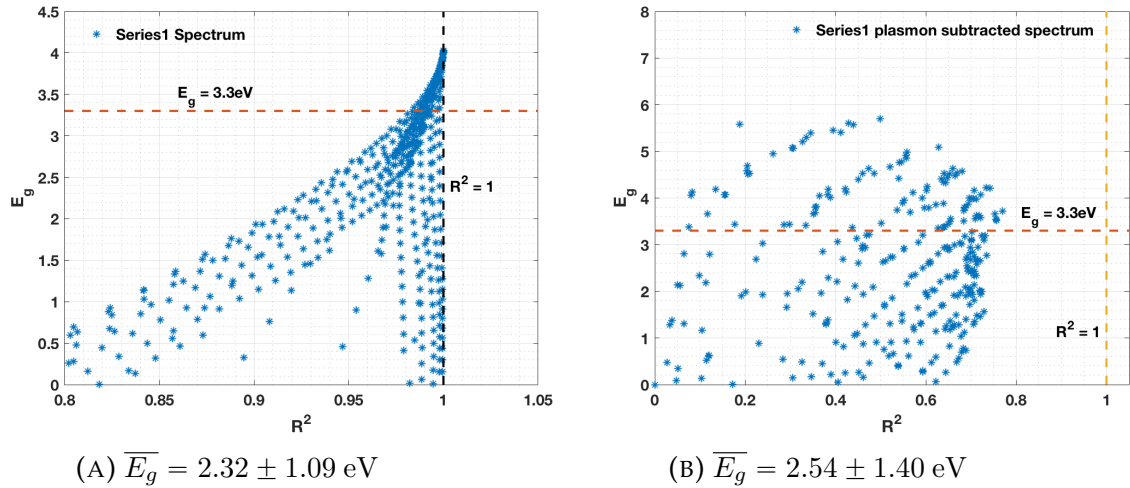 Series1 Spectrum
E_g = 3.3eV
R^2 = 1
E_g
4.5
4
3.5
3
2.5
2
1.5
1
0.5
0
0.8
0.85
0.9
0.95
1
1.05
R^2
(A) \overline{E_g} = 2.32 ± 1.09 eV
Series1 plasmon subtracted spectrum
E_g = 3.3eV
R^2 = 1
E_g
8
7
6
5
4
3
2
1
0
0
0.2
0.4
0.6
0.8
1
R^2
(B) \overline{E_g} = 2.54 ± 1.40 eV